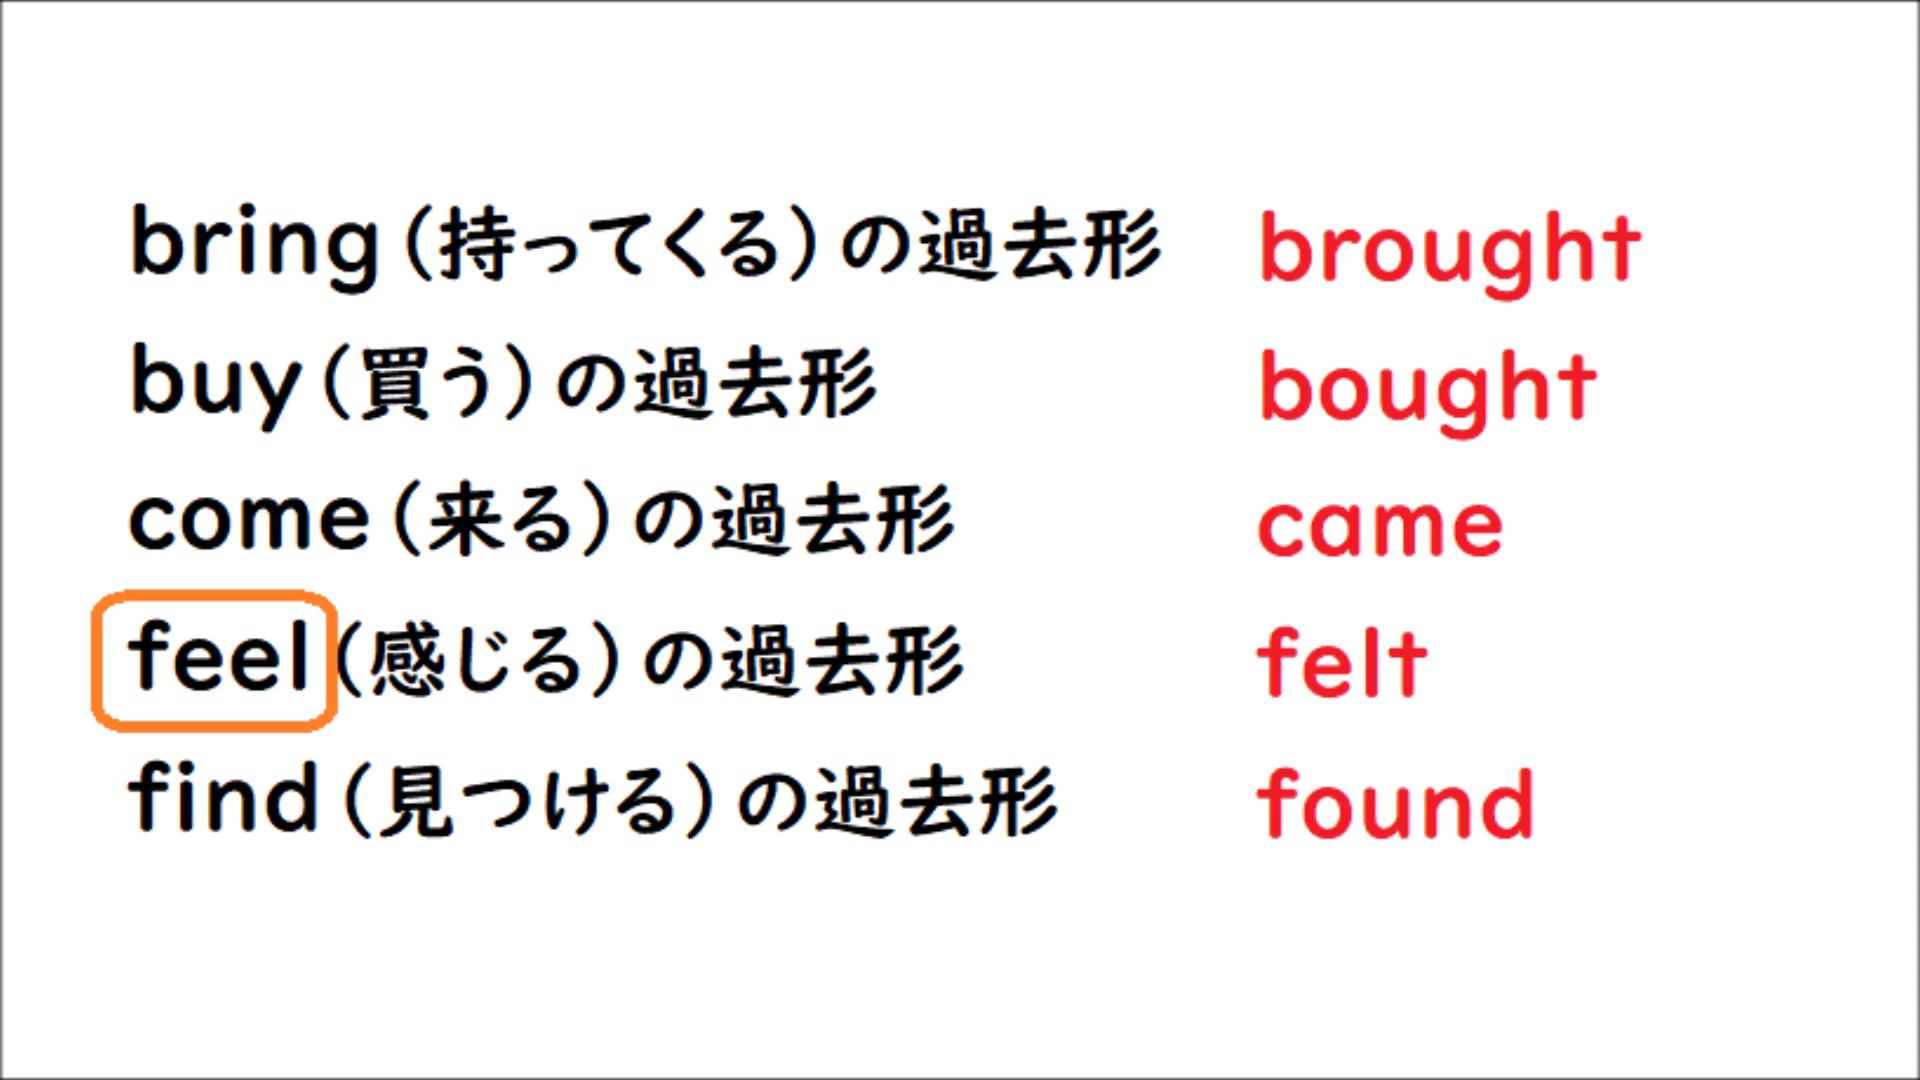 bring（持ってくる）の過去形 brought
buy（買う）の過去形 bought
come（来る）の過去形 came
feel（感じる）の過去形 felt
find（見つける）の過去形 found